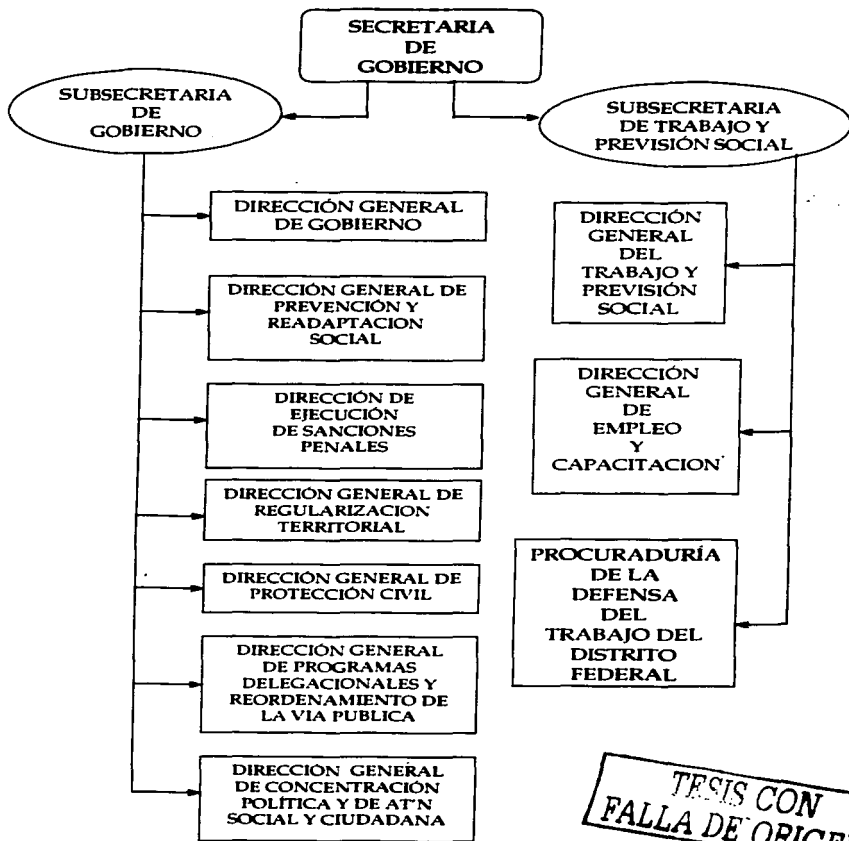 SECRETARIA
DE
GOBIERNO
SUBSECRETARIA
DE
GOBIERNO
SUBSECRETARIA
DE TRABAJO Y
PREVISIÓN SOCIAL
DIRECCIÓN GENERAL
DE GOBIERNO
DIRECCIÓN GENERAL DE
PREVENCIÓN Y
READAPTACION
SOCIAL
DIRECCIÓN DE
EJECUCIÓN
DE SANCIONES
PENALES
DIRECCIÓN GENERAL DE
REGULARIZACION
TERRITORIAL
DIRECCIÓN GENERAL DE
PROTECCIÓN CIVIL
DIRECCIÓN GENERAL
DE PROGRAMAS
DELEGACIONALES Y
REORDENAMIENTO DE
LA VIA PUBLICA
DIRECCIÓN GENERAL
DE CONCENTRACIÓN
POLÍTICA Y DE AT'N
SOCIAL Y CIUDADANA
DIRECCIÓN
GENERAL
DEL
TRABAJO Y
PREVISIÓN
SOCIAL
DIRECCIÓN
GENERAL
DE
EMPLEO
Y
CAPACITACION
PROCURADURÍA
DE LA
DEFENSA
DEL
TRABAJO DEL
DISTRITO
FEDERAL
TESIS CON
FALLA DE ORIGEN